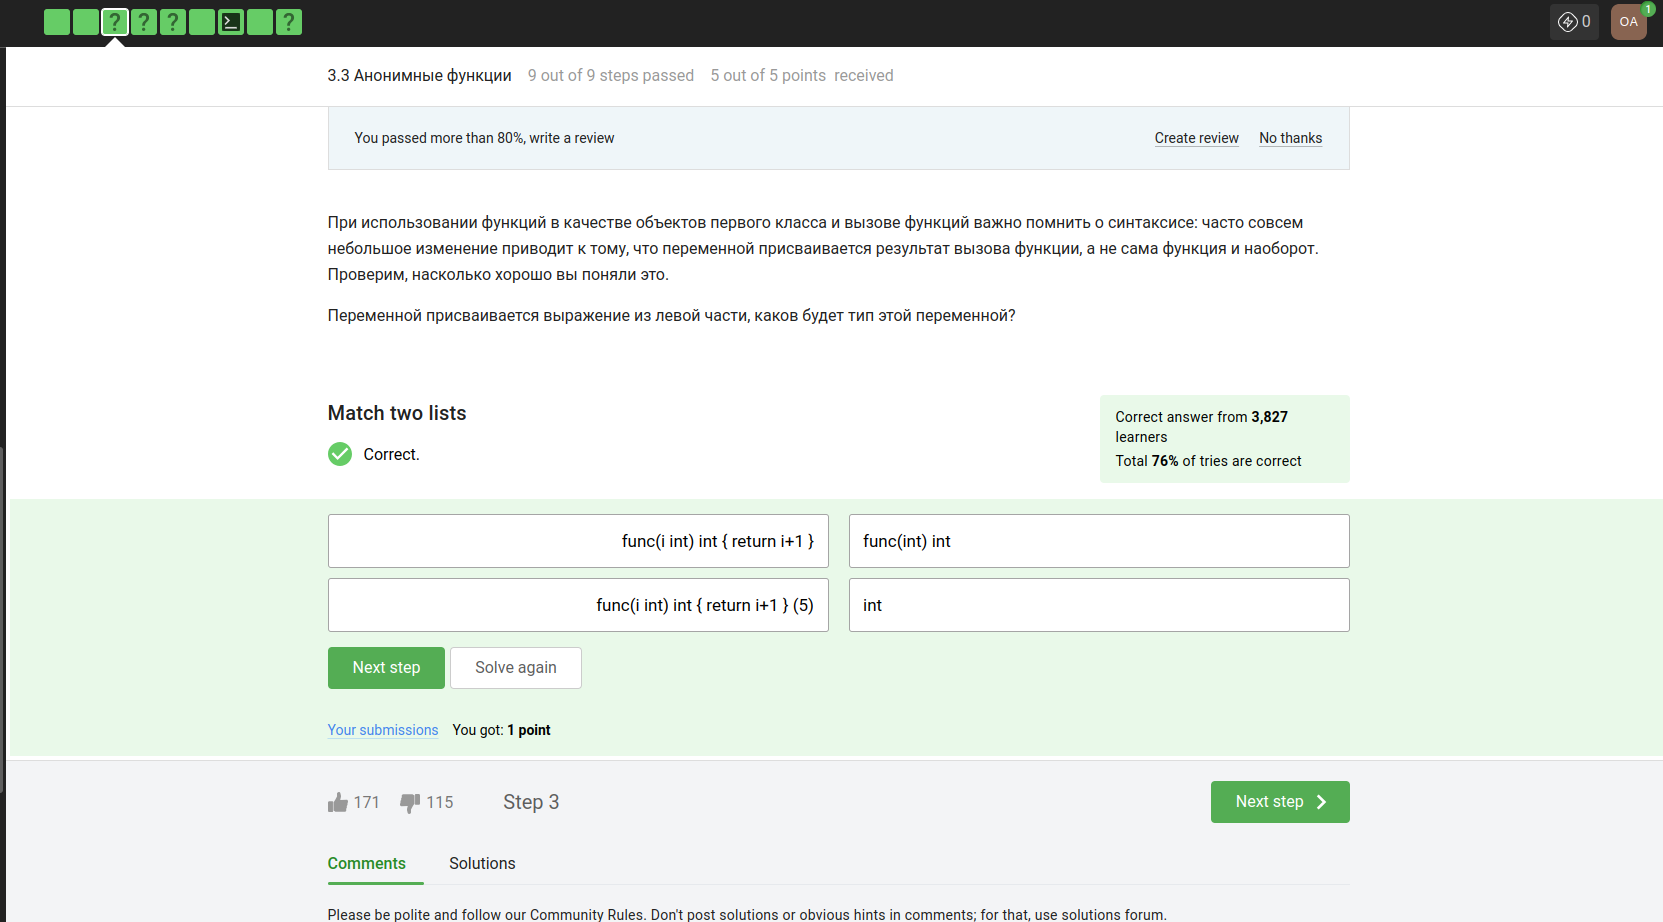 ? ? ? ? >_ ?
0
OA
1
3.3 Анонимные функции 9 out of 9 steps passed 5 out of 5 points received
You passed more than 80%, write a review Create review No thanks
При использовании функций в качестве объектов первого класса и вызове функций важно помнить о синтаксисе: часто совсем
небольшое изменение приводит к тому, что переменной присваивается результат вызова функции, а не сама функция и наоборот.
Проверим, насколько хорошо вы поняли это.
Переменной присваивается выражение из левой части, каков будет тип этой переменной?
Match two lists
Correct.
Correct answer from 3,827
learners
Total 76% of tries are correct
func(i int) int { return i+1 } func(int) int
func(i int) int { return i+1 } (5) int
Next step Solve again
Your submissions You got: 1 point
171 115 Step 3 Next step
Comments Solutions
Please be polite and follow our Community Rules. Don't post solutions or obvious hints in comments; for that, use solutions forum.